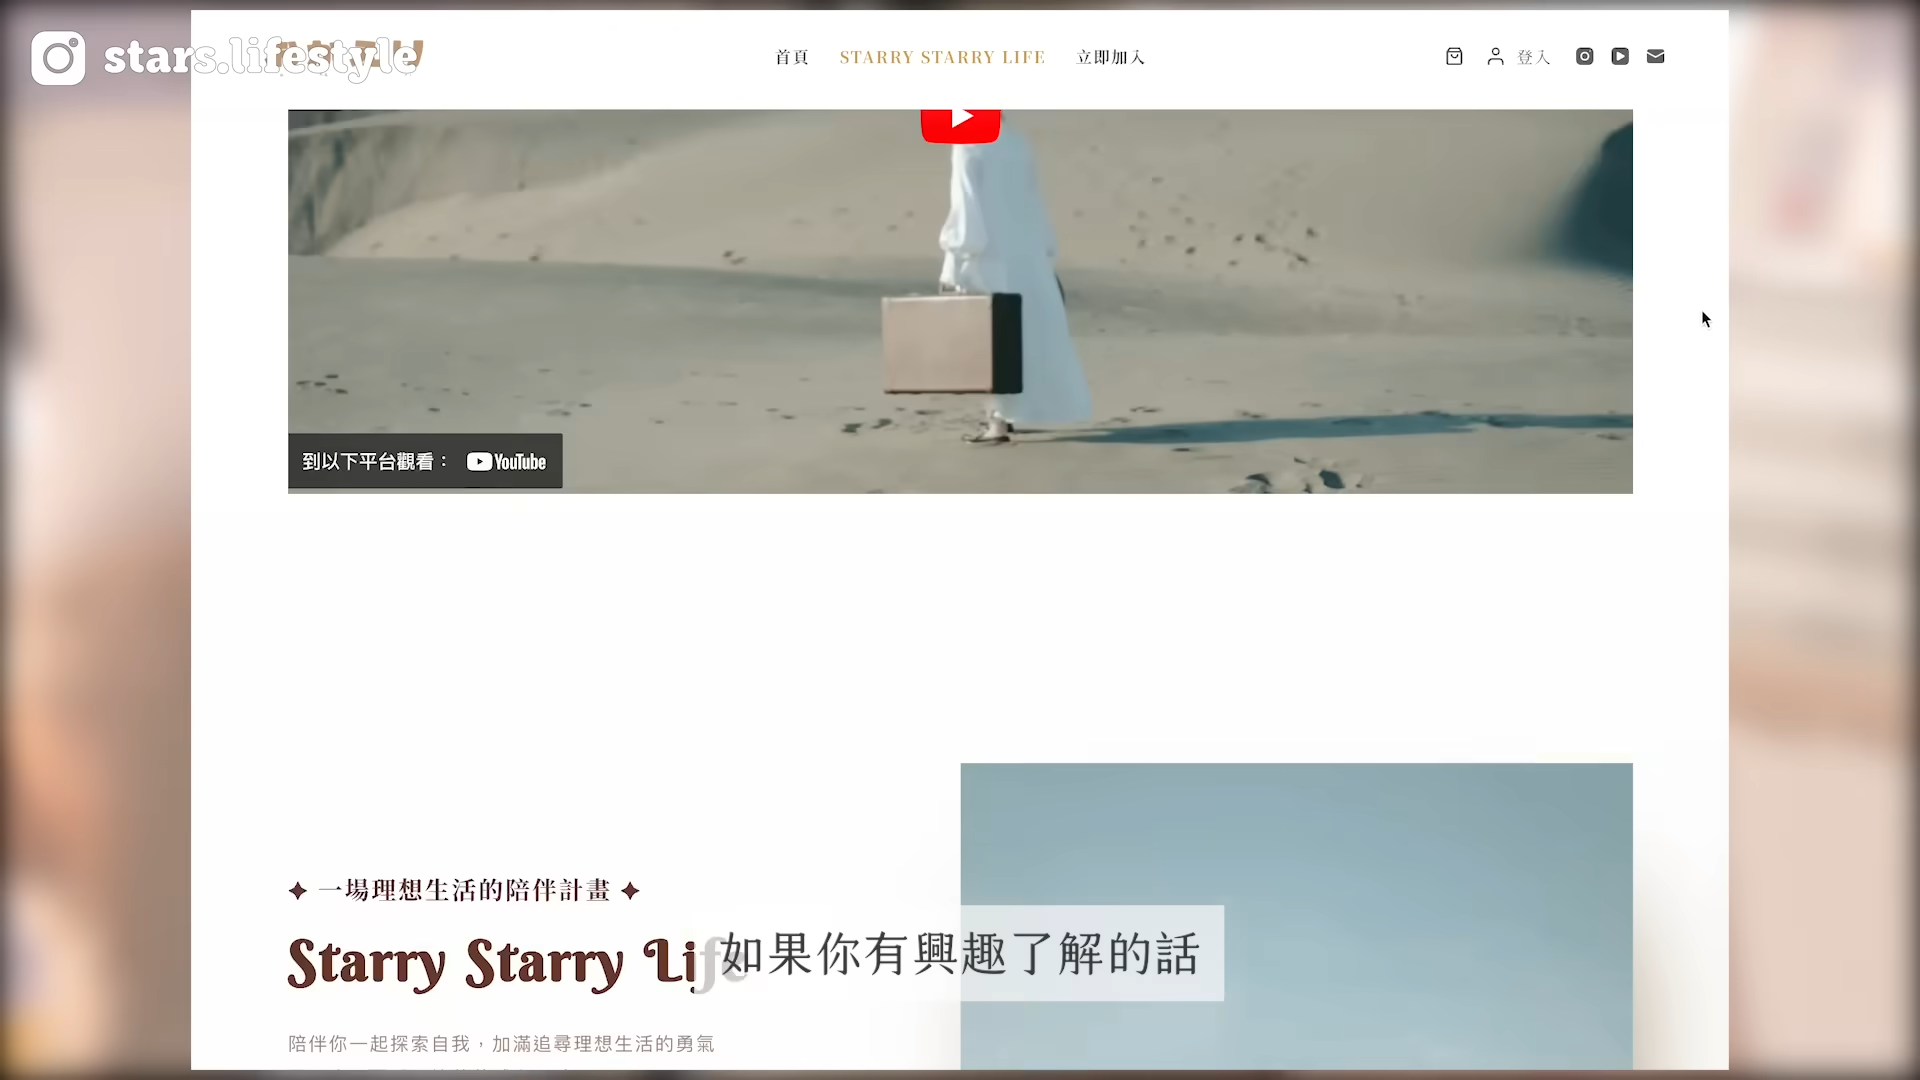 stars.lifestyle
首頁
STARRY STARRY LIFE
立即加入
登入
到以下平台觀看:
YouTube
一場理想生活的陪伴計畫
Starry Starry Life
如果你有興趣了解的話
陪伴你一起探索自我,加滿追尋理想生活的勇氣